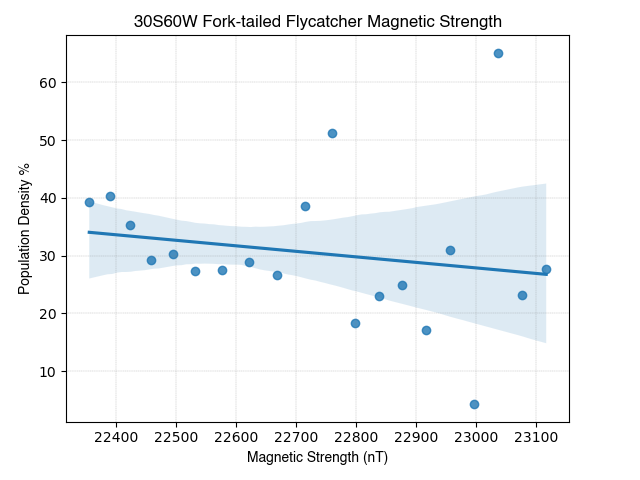 30S60W Fork-tailed Flycatcher Magnetic Strength
Population Density %
60
50
40
30
20
10
22400 22500 22600 22700 22800 22900 23000 23100
Magnetic Strength (nT)